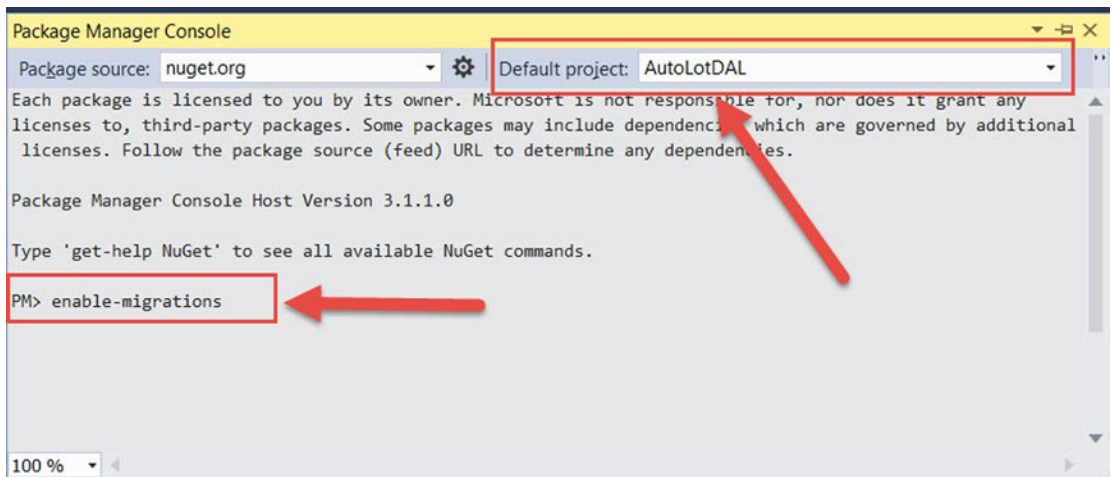 Package Manager Console
Package source: nuget.org Default project: AutoLotDAL
Each package is licensed to you by its owner. Microsoft is not responsible for, nor does it grant any
licenses to, third-party packages. Some packages may include dependencies which are governed by additional
licenses. Follow the package source (feed) URL to determine any dependencies.
Package Manager Console Host Version 3.1.1.0
Type 'get-help NuGet' to see all available NuGet commands.
PM> enable-migrations
100 %